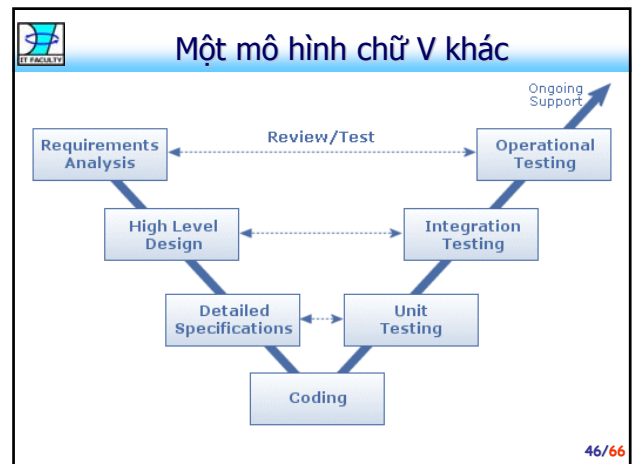 IT FACULTY
Một mô hình chữ V khác
Ongoing
Support
Requirements
Analysis
Review/Test
Operational
Testing
High Level
Design
Integration
Testing
Detailed
Specifications
Unit
Testing
Coding
46/66